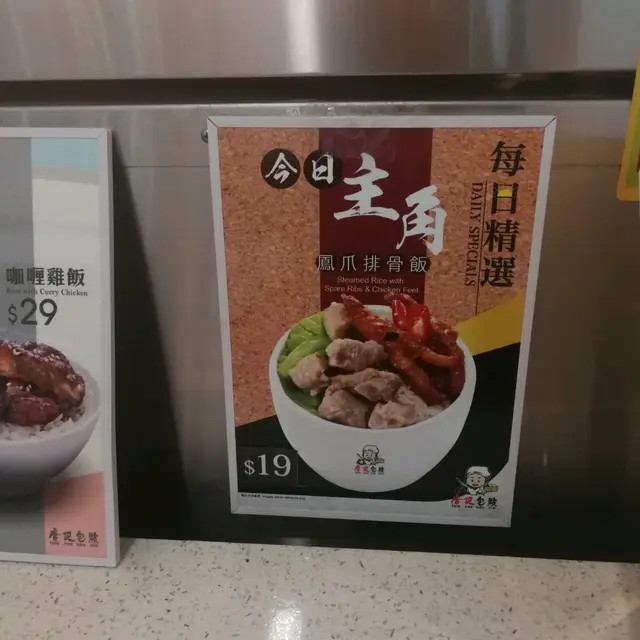 咖喱雞飯
Rice with Curry Chicken
$29
今日
主角
鳳爪排骨飯
Steamed Rice with
Spare Ribs & Chicken Feet
每日精選
DAILY SPECIALS
$19